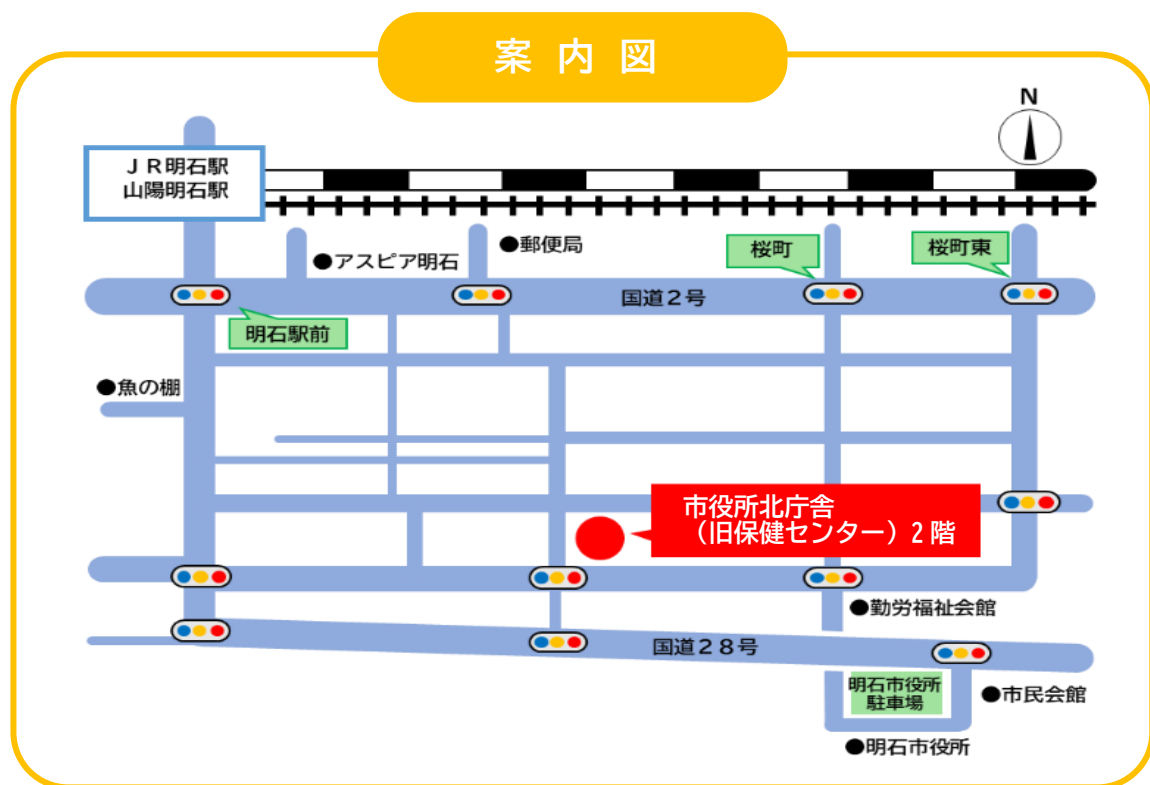 案内図
N
JR明石駅
山陽明石駅
●アスピア明石
●郵便局
桜町
桜町東
国道2号
明石駅前
●魚の棚
市役所北庁舎
(旧保健センター)2階
●勤労福祉会館
国道28号
明石市役所
駐車場
●市民会館
●明石市役所